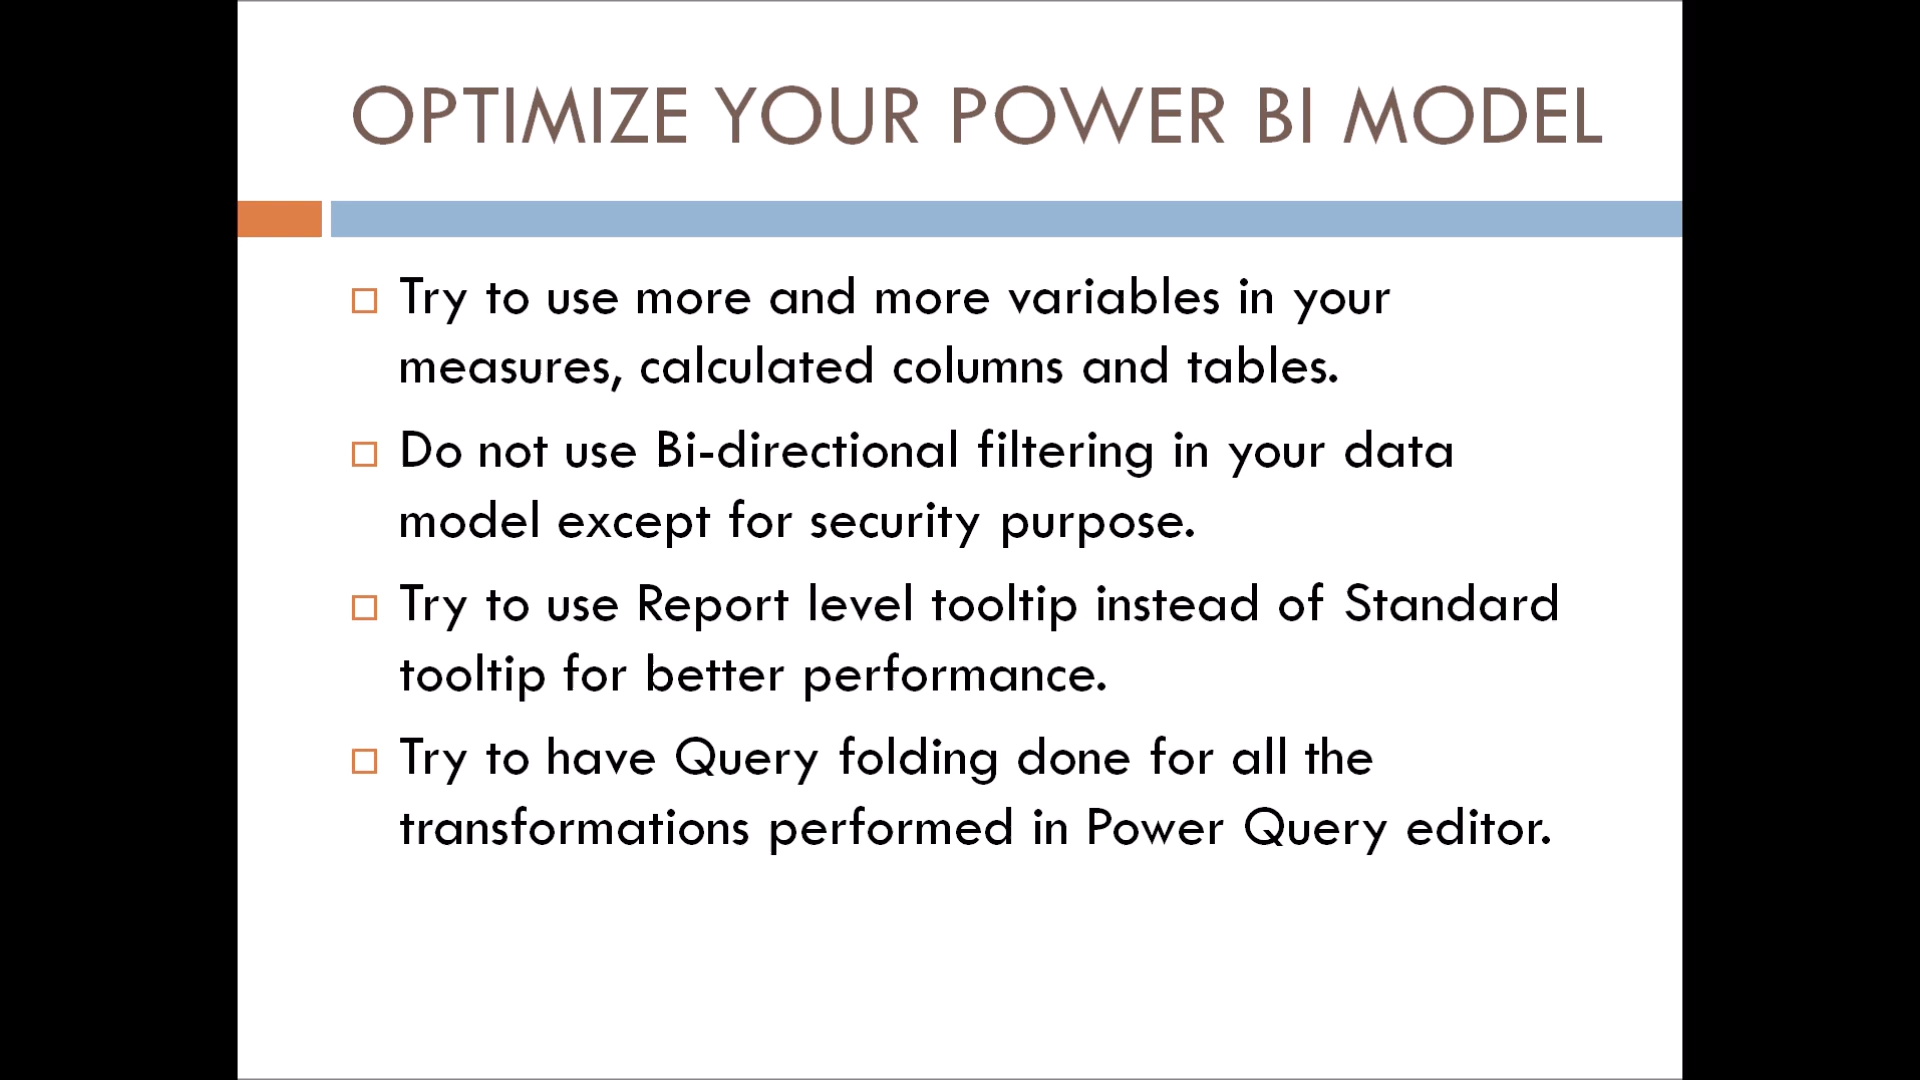 OPTIMIZE YOUR POWER BI MODEL
Try to use more and more variables in your
measures, calculated columns and tables.
Do not use Bi-directional filtering in your data
model except for security purpose.
Try to use Report level tooltip instead of Standard
tooltip for better performance.
Try to have Query folding done for all the
transformations performed in Power Query editor.